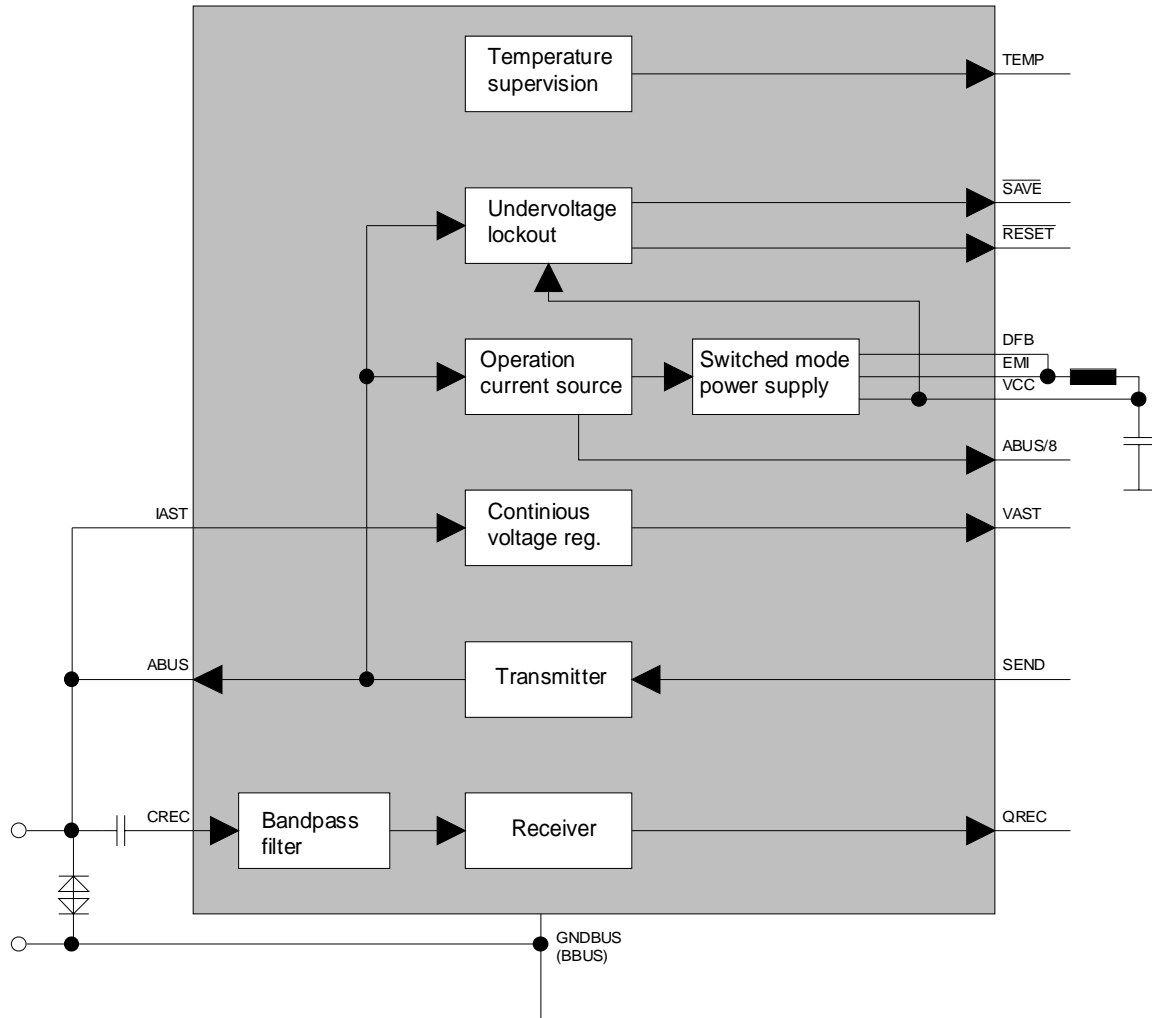 Temperature
supervision
TEMP
Undervoltage
lockout
SAVE
RESET
Operation
current source
Switched mode
power supply
DFB
EMI
VCC
ABUS/8
IAST
Continious
voltage reg.
VAST
ABUS
Transmitter
SEND
CREC
Bandpass
filter
Receiver
QREC
GNDBUS
(BBUS)